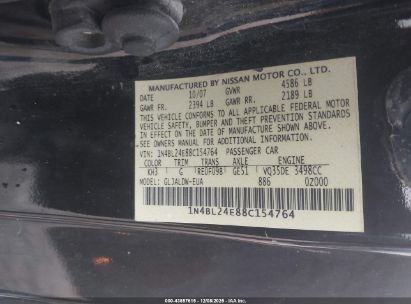 MANUFACTURED BY NISSAN MOTOR CO., LTD.
DATE 10/07 GVWR 4586 LB
GAWR FR. 2394 LB GAWR RR. 2189 LB
THIS VEHICLE CONFORMS TO ALL APPLICABLE FEDERAL MOTOR
VEHICLE SAFETY, BUMPER AND THEFT PREVENTION STANDARDS
IN EFFECT ON THE DATE OF MANUFACTURE SHOWN ABOVE.
SEE OWNERS MANUAL FOR ADDITIONAL INFORMATION.
VIN: 1N4BL24E88C154764 PASSENGER CAR
COLOR TRIM TRANS AXLE ENGINE
KH3 G RE0F09B GE51 VQ35DE 3498CC
MODEL: GLJALDW-EUA 886 0Z000
1N4BL24E88C154764